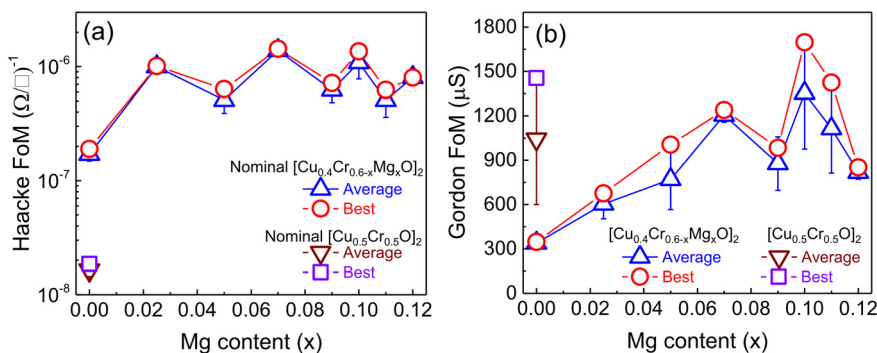 (a)
Haacke FoM (Ω/□)⁻¹
10⁻⁶
10⁻⁷
10⁻⁸
Nominal [Cu₀.₄Cr₀.₆₋ₓMgₓO]₂
Average
Best
Nominal [Cu₀.₅Cr₀.₅O]₂
Average
Best
0.00 0.02 0.04 0.06 0.08 0.10 0.12
Mg content (x)
(b)
Gordon FoM (μS)
1800
1500
1200
900
600
300
0
[Cu₀.₄Cr₀.₆₋ₓMgₓO]₂ [Cu₀.₅Cr₀.₅O]₂
Average Average
Best Best
0.00 0.02 0.04 0.06 0.08 0.10 0.12
Mg content (x)